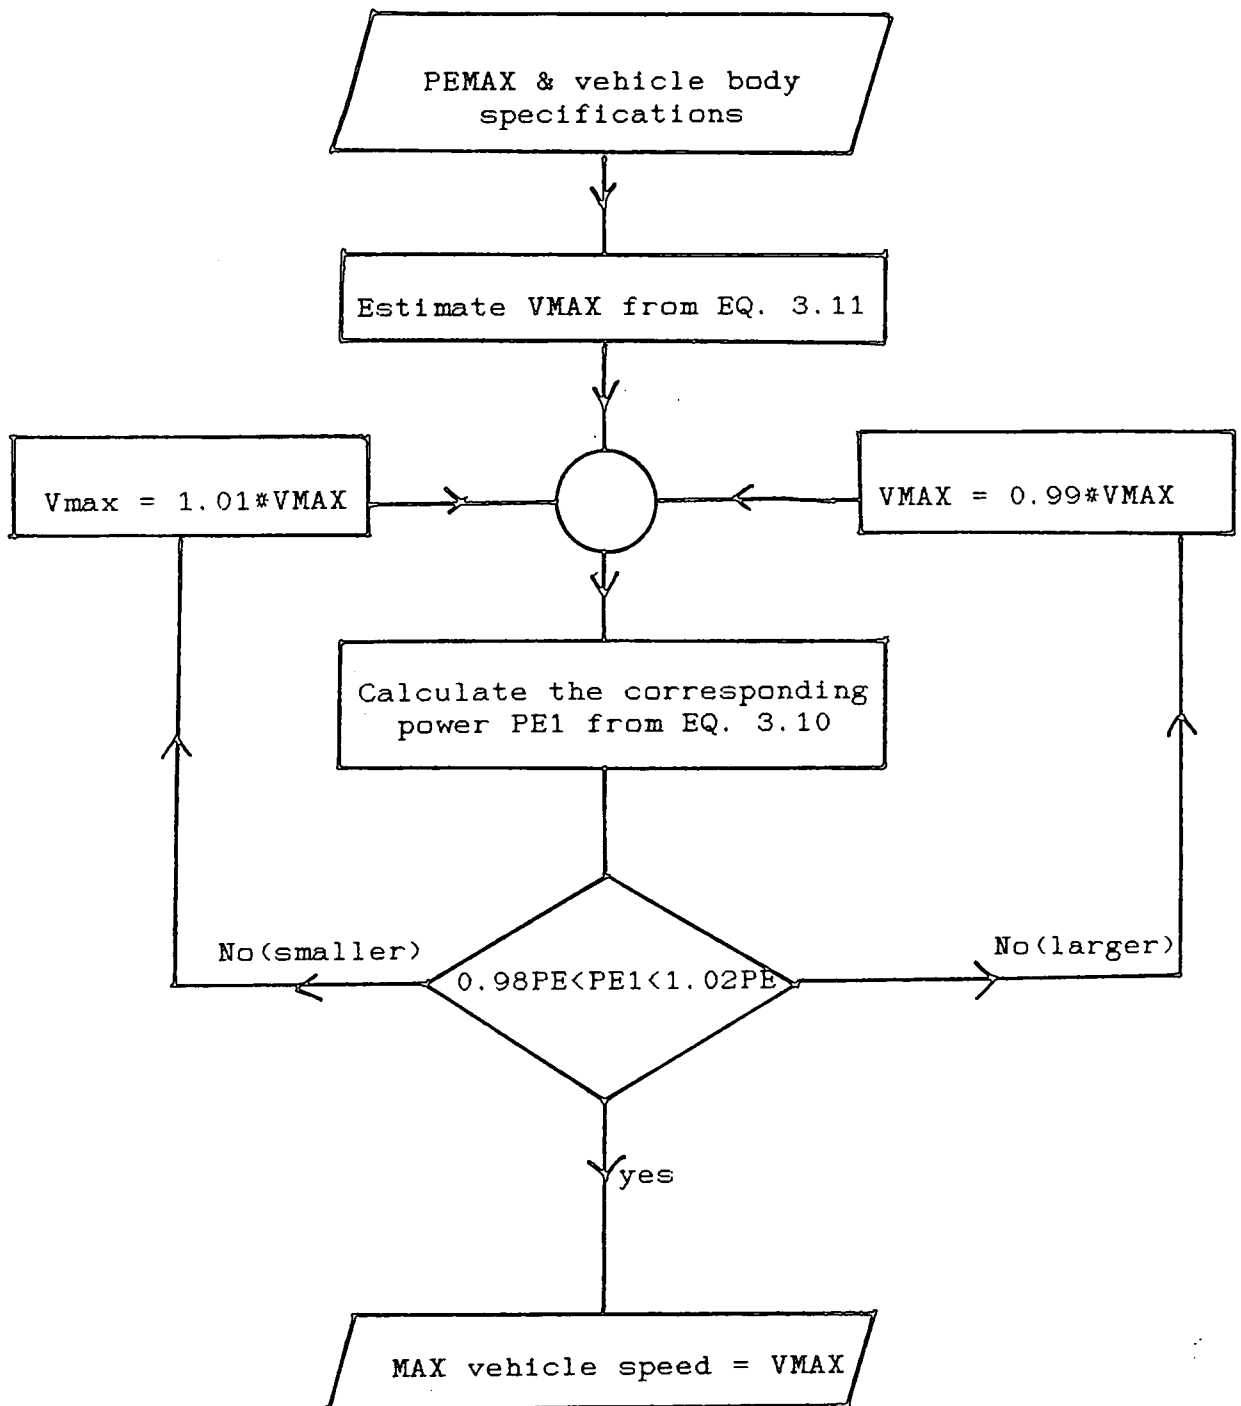 PEMAX & vehicle body
specifications
Estimate VMAX from EQ. 3.11
Vmax = 1.01*VMAX
VMAX = 0.99*VMAX
Calculate the corresponding
power PE1 from EQ. 3.10
No(smaller)
No(larger)
0.98PE<PE1<1.02PE
yes
MAX vehicle speed = VMAX